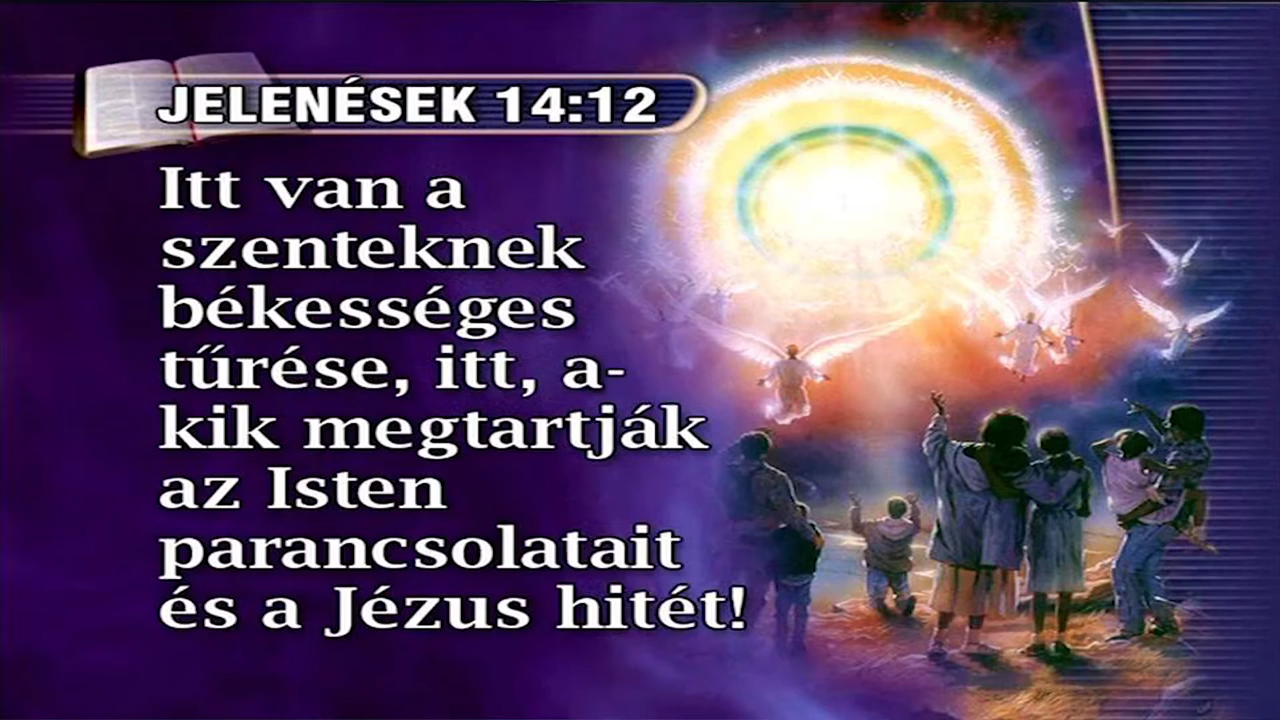 JELENÉSEK 14:12
Itt van a
szenteknek
békességes
tűrése, itt, a-
kik megtartják
az Isten
parancsolatait
és a Jézus hitét!